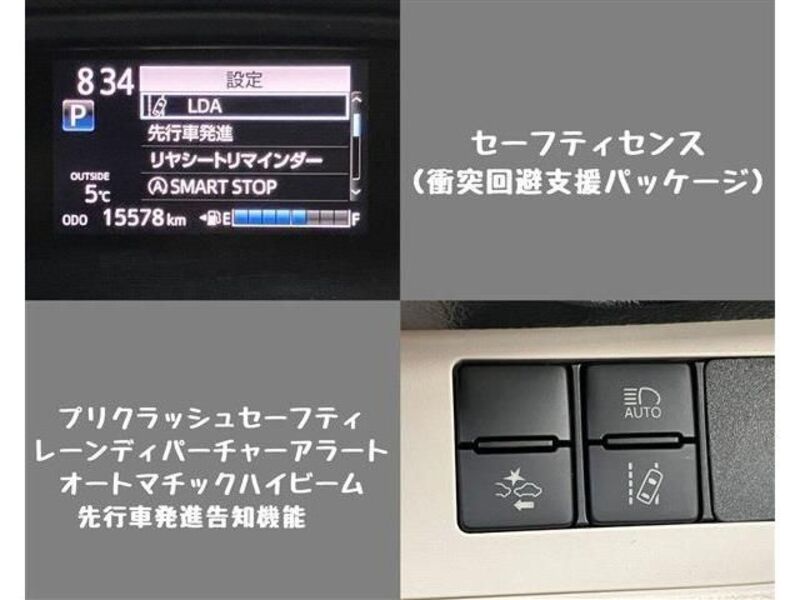 8:34
設定
LDA
先行車発進
リヤシートリマインダー
A SMART STOP
P
OUTSIDE
5℃
ODO 15578 km
E F
セーフティセンス
(衝突回避支援パッケージ)
プリクラッシュセーフティ
レーンディパーチャーアラート
オートマチックハイビーム
先行車発進告知機能
AUTO